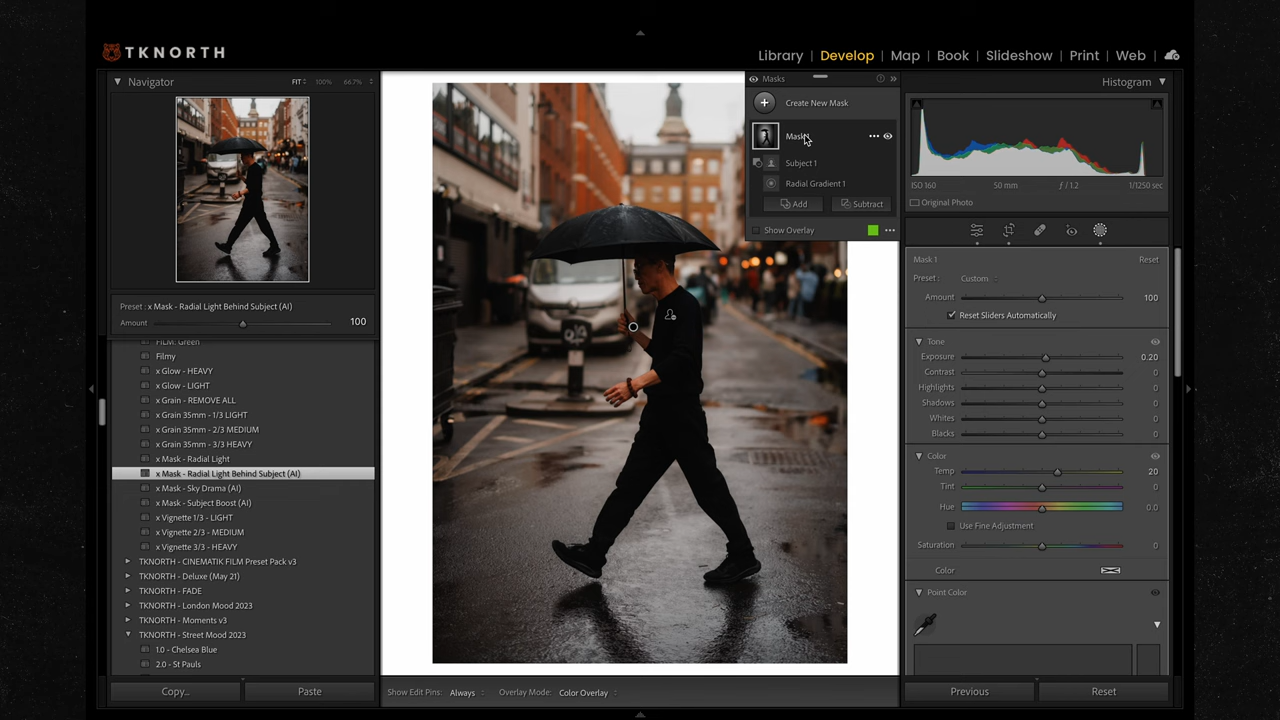 TKNORTH
Library | Develop | Map | Book | Slideshow | Print | Web
Navigator
FIT 100% 66.7%
Preset : x Mask - Radial Light Behind Subject (AI)
Amount 100
FILM: Green
Filmy
x Glow - HEAVY
x Glow - LIGHT
x Grain - REMOVE ALL
x Grain 35mm - 1/3 LIGHT
x Grain 35mm - 2/3 MEDIUM
x Grain 35mm - 3/3 HEAVY
x Mask - Radial Light
x Mask - Radial Light Behind Subject (AI)
x Mask - Sky Drama (AI)
x Mask - Subject Boost (AI)
x Vignette 1/3 - LIGHT
x Vignette 2/3 - MEDIUM
x Vignette 3/3 - HEAVY
TKNORTH - CINEMATIK FILM Preset Pack v3
TKNORTH - Deluxe (May 21)
TKNORTH - FADE
TKNORTH - London Mood 2023
TKNORTH - Moments v3
TKNORTH - Street Mood 2023
1.0 - Chelsea Blue
2.0 - St Pauls
Copy... Paste
Masks
Create New Mask
Mask 1
Subject 1
Radial Gradient 1
Add Subtract
Show Overlay
Show Edit Pins: Always Overlay Mode: Color Overlay
Histogram
ISO 160 50 mm ƒ / 1.2 1/1250 sec
Original Photo
Mask 1 Reset
Preset : Custom
Amount 100
Reset Sliders Automatically
Tone
Exposure 0.20
Contrast 0
Highlights 0
Shadows 0
Whites 0
Blacks 0
Color
Temp 20
Tint 0
Hue 0.0
Use Fine Adjustment
Saturation 0
Color
Point Color
Previous Reset